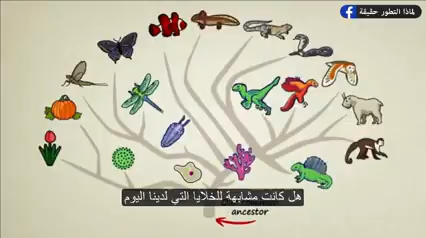 لماذا التطور حقيقة
هل كانت مشابهة للخلايا التي لدينا اليوم
ancestor